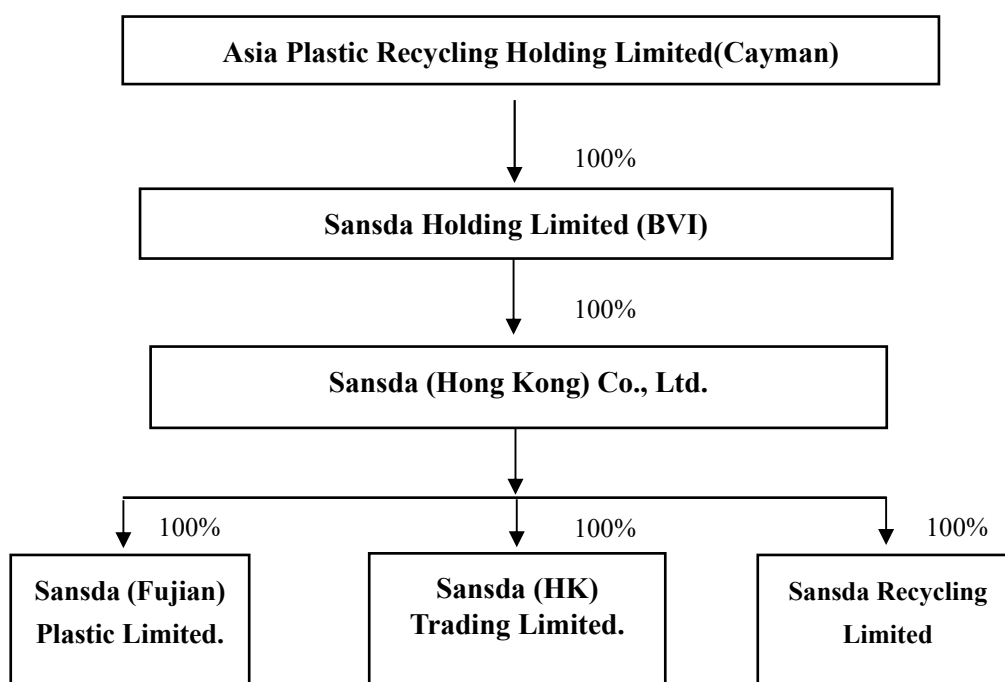 Asia Plastic Recycling Holding Limited(Cayman)
100%
Sansda Holding Limited (BVI)
100%
Sansda (Hong Kong) Co., Ltd.
100%
100%
100%
Sansda (Fujian)
Plastic Limited.
Sansda (HK)
Trading Limited.
Sansda Recycling
Limited